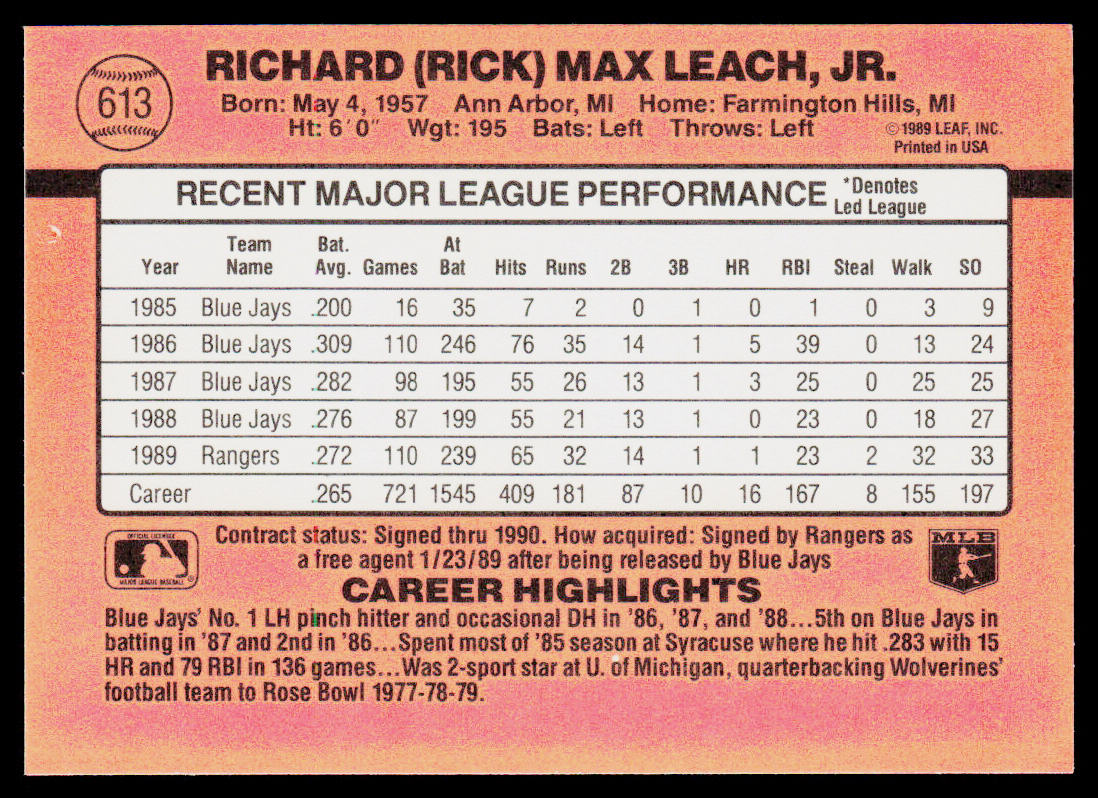 613
RICHARD (RICK) MAX LEACH, JR.
Born: May 4, 1957 Ann Arbor, MI Home: Farmington Hills, MI
Ht: 6'0" Wgt: 195 Bats: Left Throws: Left
©1989 LEAF, INC.
Printed in USA
RECENT MAJOR LEAGUE PERFORMANCE *Denotes Led League
Year Team Name Bat. Avg. Games At Bat Hits Runs 2B 3B HR RBI Steal Walk SO
1985 Blue Jays .200 16 35 7 2 0 1 0 1 0 3 9
1986 Blue Jays .309 110 246 76 35 14 1 5 39 0 13 24
1987 Blue Jays .282 98 195 55 26 13 1 3 25 0 25 25
1988 Blue Jays .276 87 199 55 21 13 1 0 23 0 18 27
1989 Rangers .272 110 239 65 32 14 1 1 23 2 32 33
Career .265 721 1545 409 181 87 10 16 167 8 155 197
OFFICIAL LICENSEE
MAJOR LEAGUE BASEBALL
®
Contract status: Signed thru 1990. How acquired: Signed by Rangers as
a free agent 1/23/89 after being released by Blue Jays
MLB
CAREER HIGHLIGHTS
Blue Jays' No. 1 LH pinch hitter and occasional DH in '86, '87, and '88...5th on Blue Jays in
batting in '87 and 2nd in '86...Spent most of '85 season at Syracuse where he hit .283 with 15
HR and 79 RBI in 136 games...Was 2-sport star at U. of Michigan, quarterbacking Wolverines'
football team to Rose Bowl 1977-78-79.